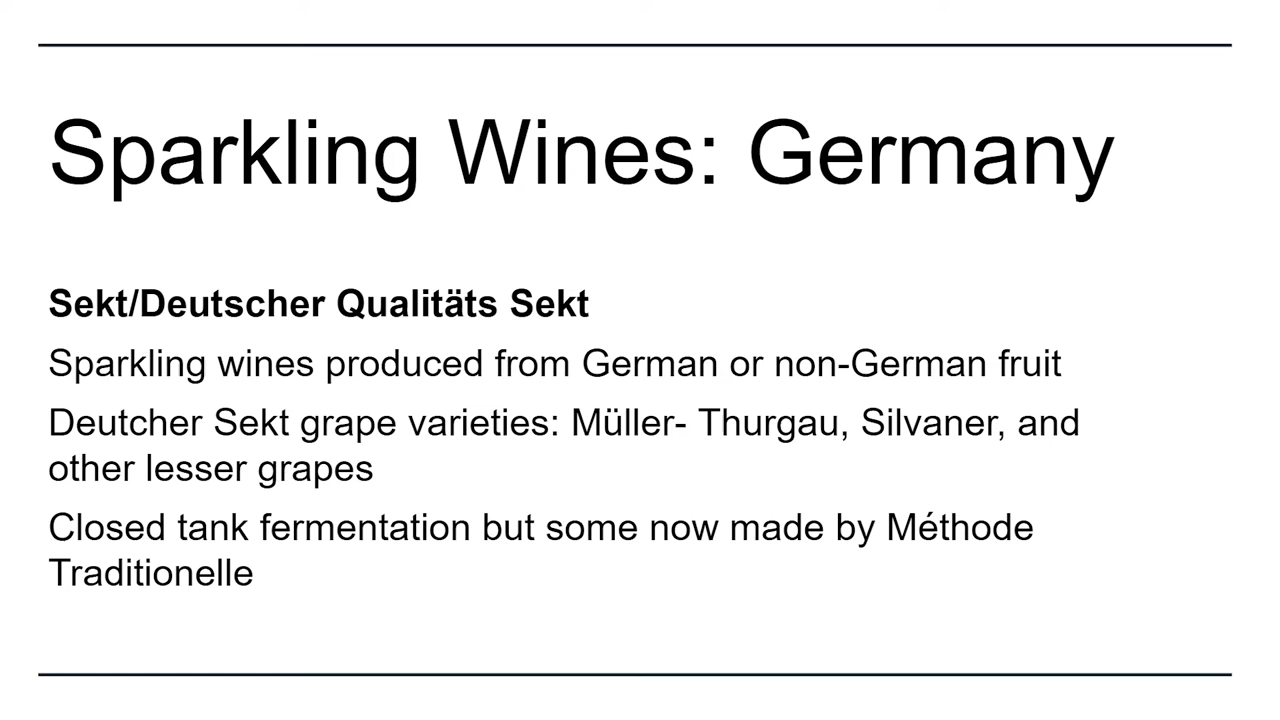 Sparkling Wines: Germany
Sekt/Deutscher Qualitäts Sekt
Sparkling wines produced from German or non-German fruit
Deutcher Sekt grape varieties: Müller- Thurgau, Silvaner, and
other lesser grapes
Closed tank fermentation but some now made by Méthode
Traditionelle